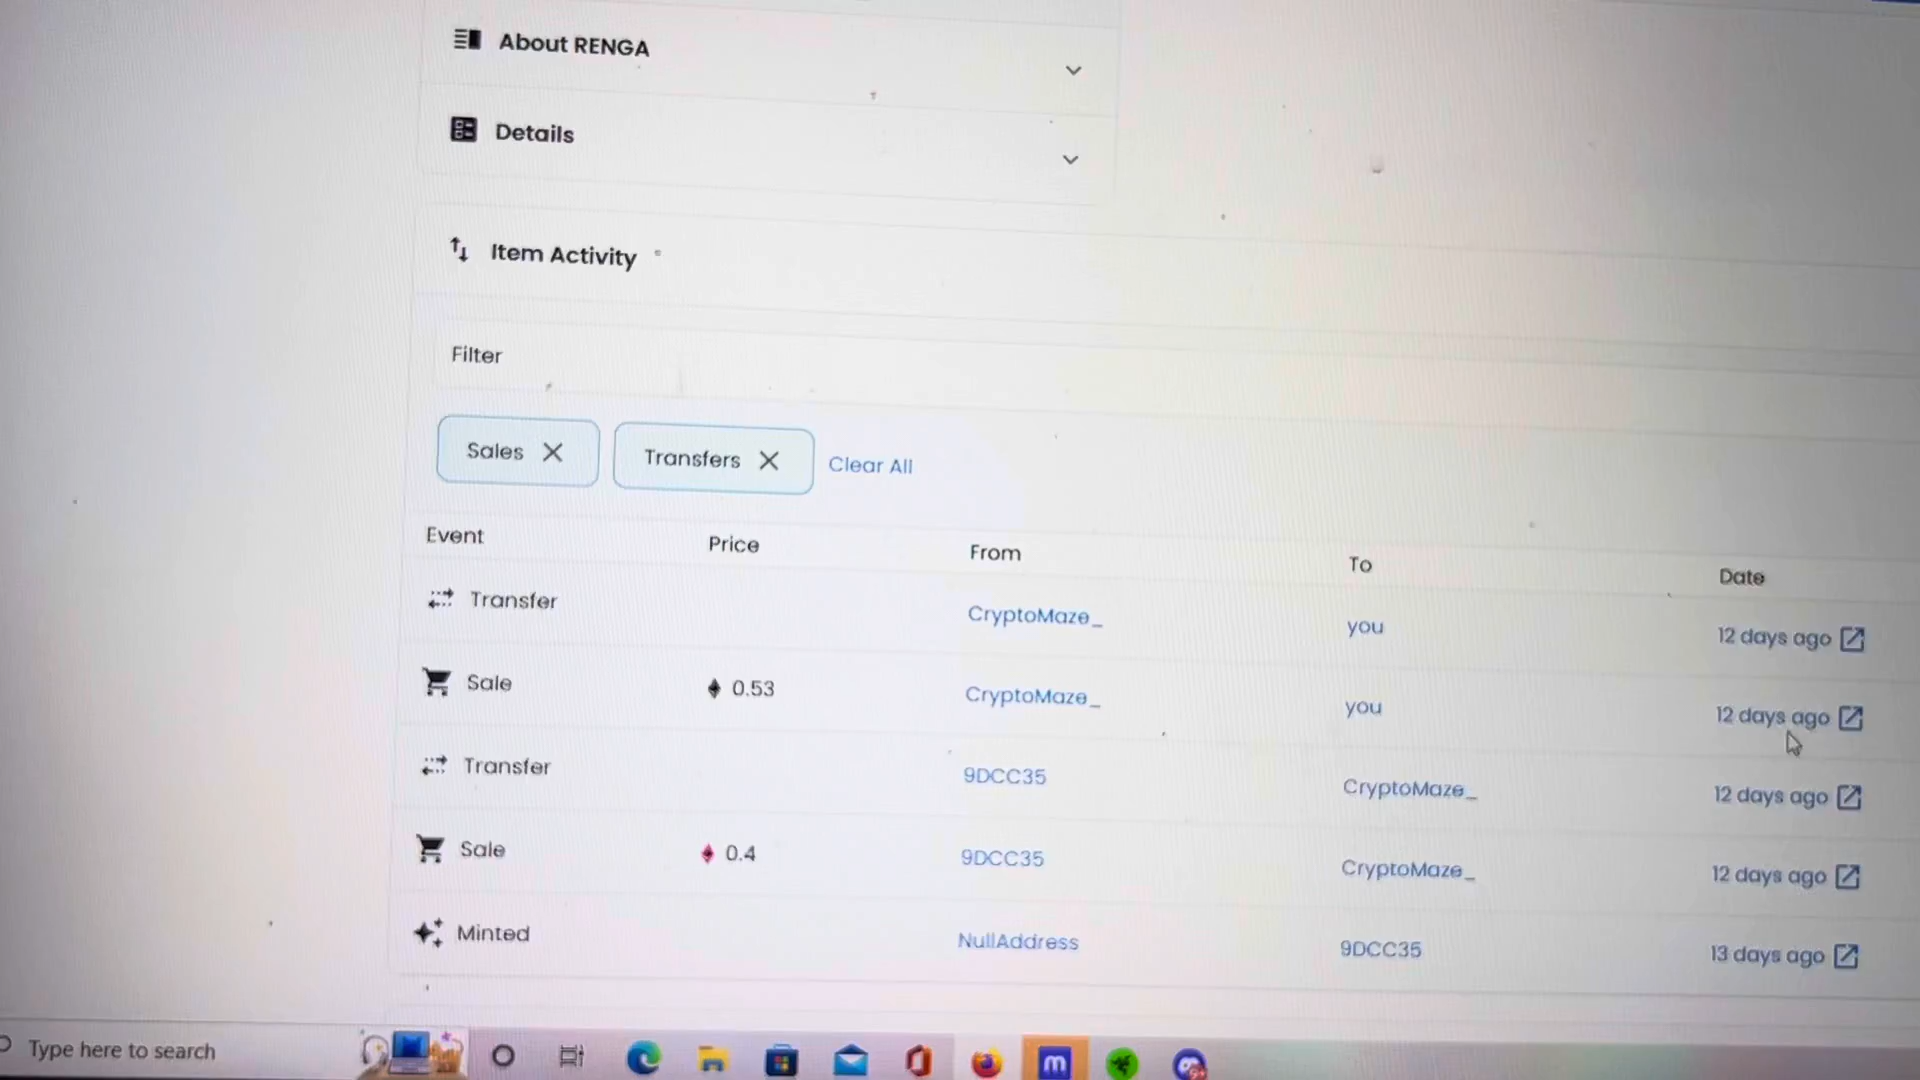 About RENGA
Details
Item Activity
Filter
Sales
Transfers
Clear All
Event Price From To Date
Transfer CryptoMaze_ you 12 days ago
Sale 0.53 CryptoMaze_ you 12 days ago
Transfer 9DCC35 CryptoMaze_ 12 days ago
Sale 0.4 9DCC35 CryptoMaze_ 12 days ago
Minted NullAddress 9DCC35 13 days ago
Type here to search